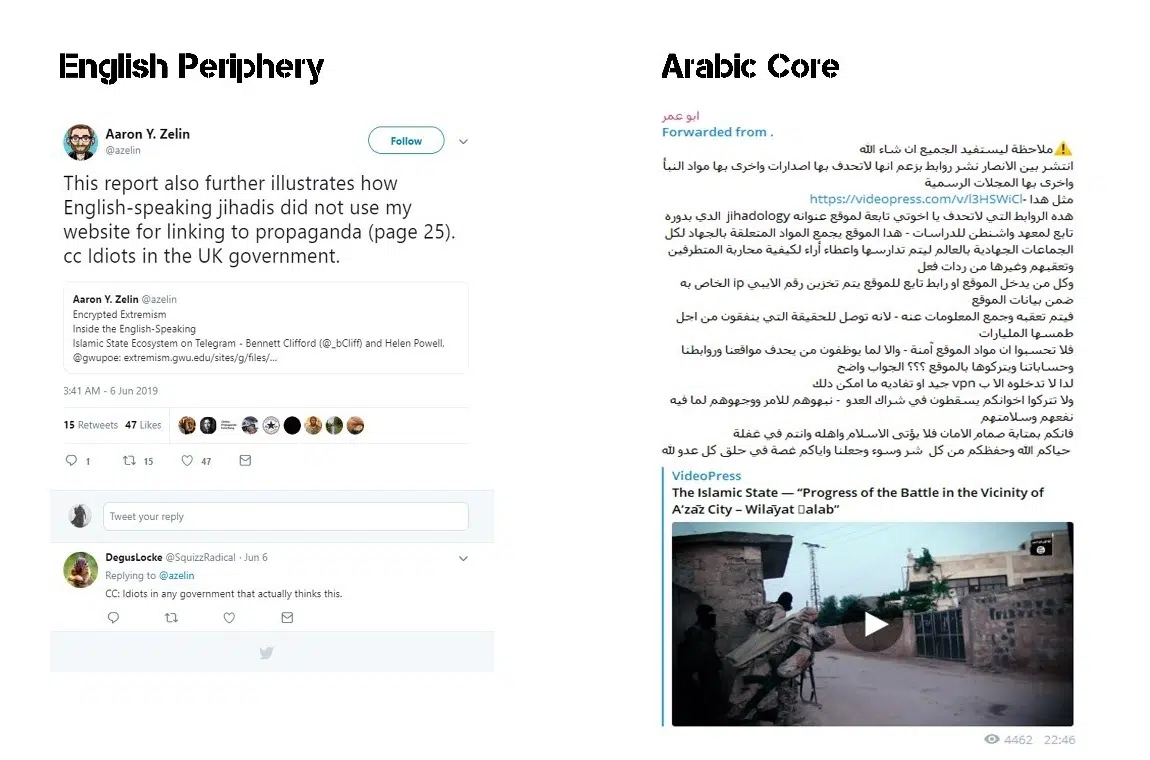 English Periphery
Aaron Y. Zelin
@azelin
Follow
This report also further illustrates how
English-speaking jihadis did not use my
website for linking to propaganda (page 25).
cc Idiots in the UK government.
Aaron Y. Zelin @azelin
Encrypted Extremism
Inside the English-Speaking
Islamic State Ecosystem on Telegram - Bennett Clifford (@_bCliff) and Helen Powell.
@gwupoe: extremism.gwu.edu/sites/g/files/...
3:41 AM - 6 Jun 2019
15 Retweets 47 Likes
1 15 47
Tweet your reply
DegusLocke @SquizzRadical · Jun 6
Replying to @azelin
CC: Idiots in any government that actually thinks this.
Arabic Core
ابو عمر
Forwarded from .
⚠️ملاحظة ليستفيد الجميع ان شاء الله
انتشر بين الانصار نشر روابط بزعم انها لاتحدف بها اصدارات واخرى بها مواد النبأ
واخرى بها المجلات الرسمية
مثل هدا -https://videopress.com/v/l3HSWiCl
هده الروابط التي لاتحدف يا اخوتي تابعة لموقع عنوانه jihadology الدي بدوره
تابع لمعهد واشنطن للدراسات - هدا الموقع يجمع المواد المتعلقة بالجهاد لكل
الجماعات الجهادية بالعالم ليتم تدارسها واعطاء أراء لكيفية محاربة المتطرفين
وتعقبهم وغيرها من ردات فعل
وكل من يدخل الموقع او رابط تابع للموقع يتم تخزين رقم الايبي ip الخاص به
ضمن بيانات الموقع
فيتم تعقبه وجمع المعلومات عنه - لانه توصل للحقيقة التي ينفقون من اجل
طمسها المليارات
فلا تحسبوا ان مواد الموقع آمنة - والا لما يوظفون من يحدف مواقعنا وروابطنا
وحساباتنا ويتركوها بالموقع ؟؟؟ الجواب واضح
لدا لا تدخلوه الا ب vpn جيد او تفاديه ما امكن دلك
ولا تتركوا اخوانكم يسقطون في شراك العدو - نبهوهم للامر ووجهوهم لما فيه
نفعهم وسلامتهم
فانكم بمتابة صمام الامان فلا يؤتى الاسلام واهله وانتم في غفلة
حياكم الله وحفظكم من كل شر وسوء وجعلنا واياكم غصة في حلق كل عدو لله
VideoPress
The Islamic State — “Progress of the Battle in the Vicinity of
A’zaz̄ City – Wilaȳat ▯alab”
4462 22:46